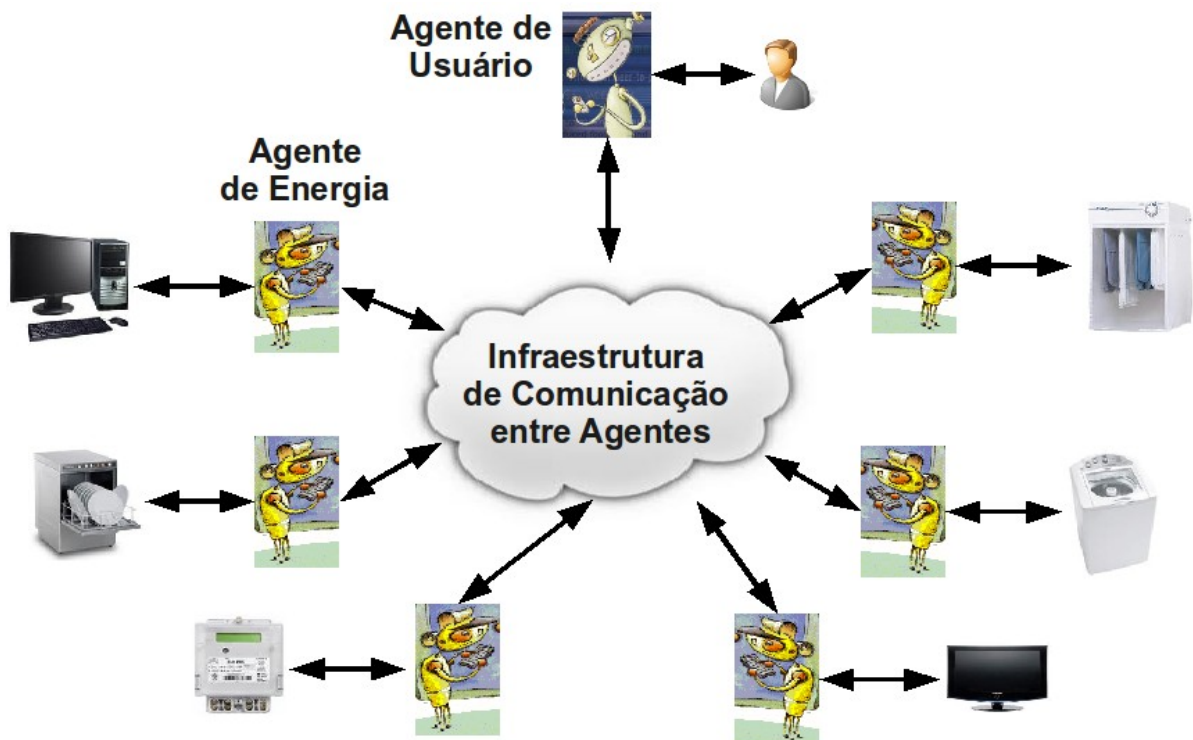 Agente de
Usuário
Agente
de Energia
Infraestrutura
de Comunicação
entre Agentes